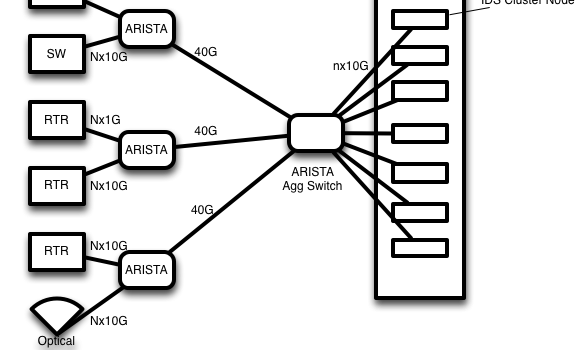 IDS Cluster Node
ARISTA
SW
Nx10G
40G
nx10G
RTR
Nx1G
ARISTA
40G
RTR
Nx10G
ARISTA
Agg Switch
40G
RTR
Nx10G
ARISTA
Nx10G
Optical